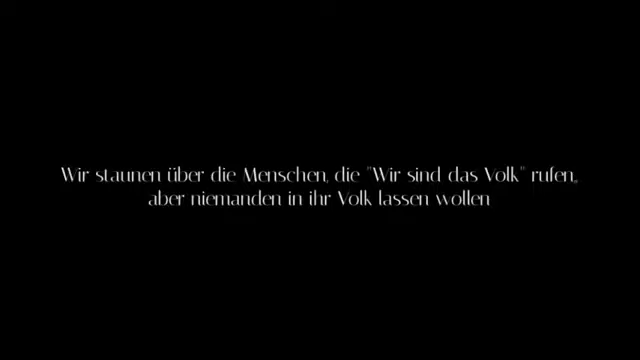 Wir staunen über die Menschen, die "Wir sind das Volk" rufen,
aber niemanden in ihr Volk lassen wollen